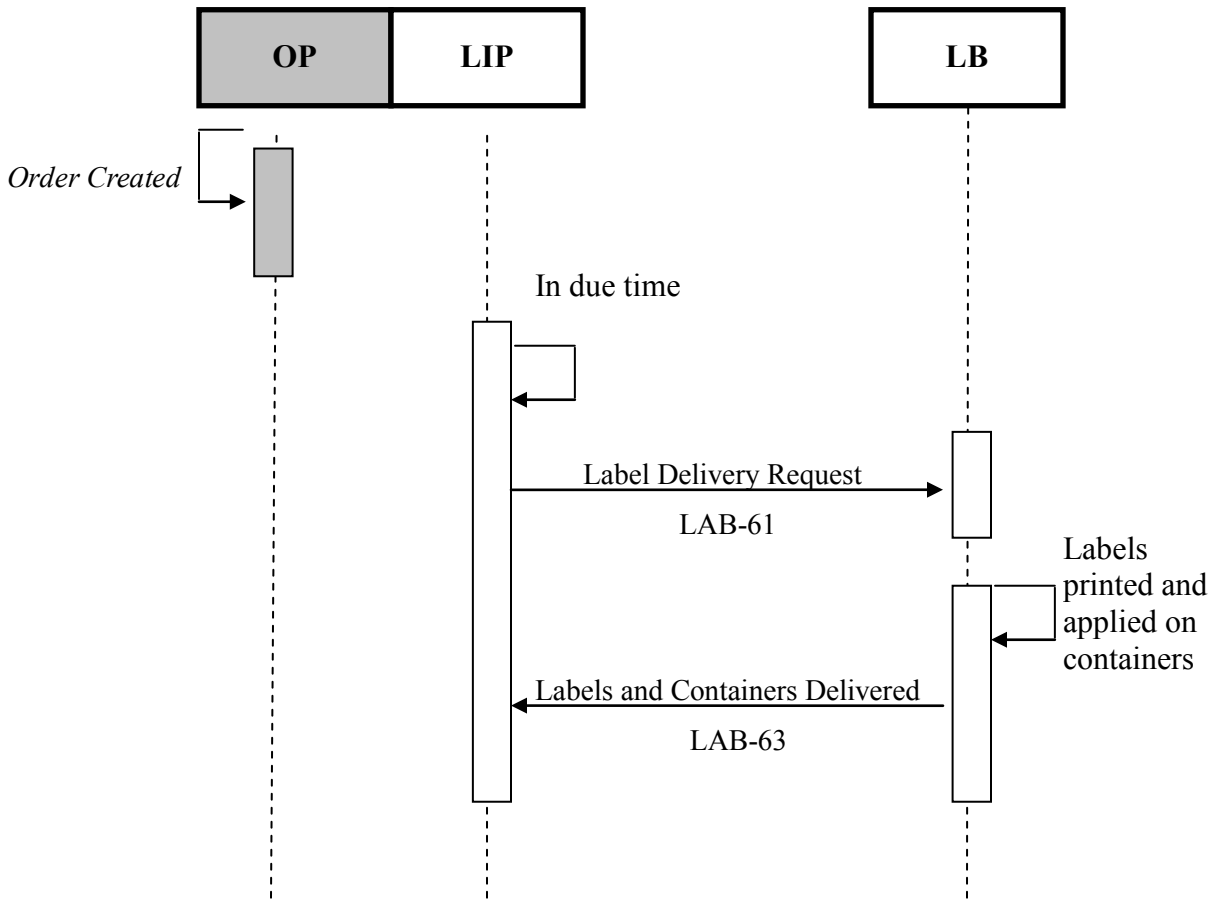 OP
LIP
LB
Order Created
In due time
Label Delivery Request
LAB-61
Labels
printed and
applied on
containers
Labels and Containers Delivered
LAB-63